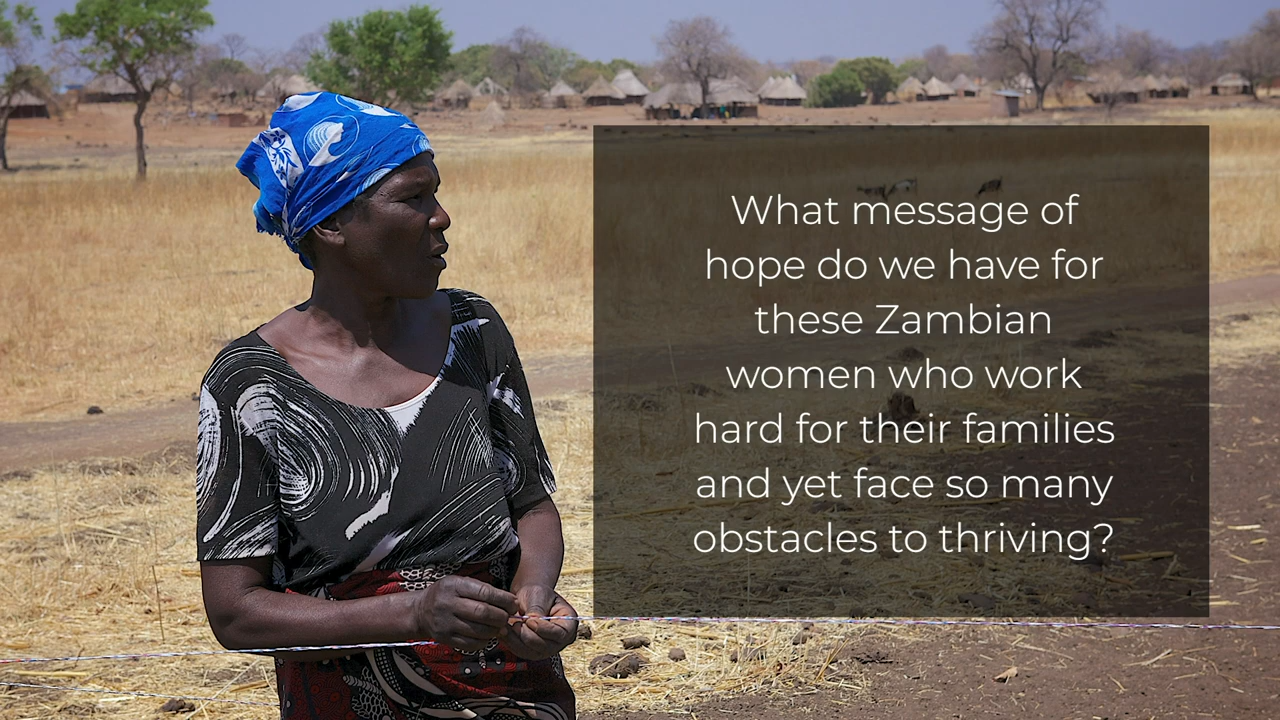 What message of
hope do we have for
these Zambian
women who work
hard for their families
and yet face so many
obstacles to thriving?